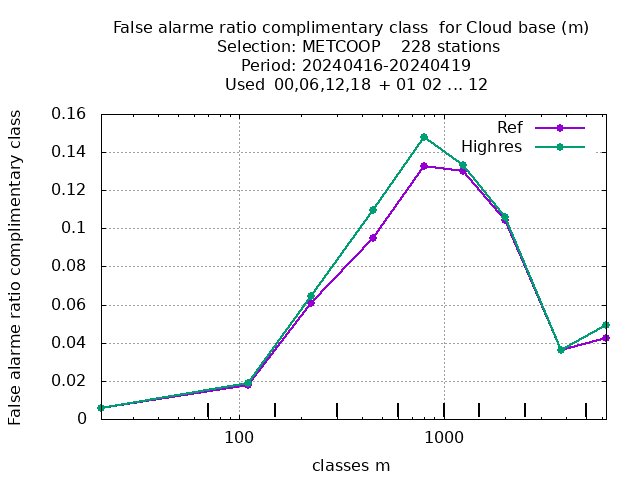 False alarme ratio complimentary class  for Cloud base (m)
Selection: METCOOP    228 stations
Period: 20240416-20240419
Used  00,06,12,18 + 01 02 ... 12
False alarme ratio complimentary class
0.16
0.14
0.12
0.1
0.08
0.06
0.04
0.02
0
Ref
Highres
100
1000
classes m